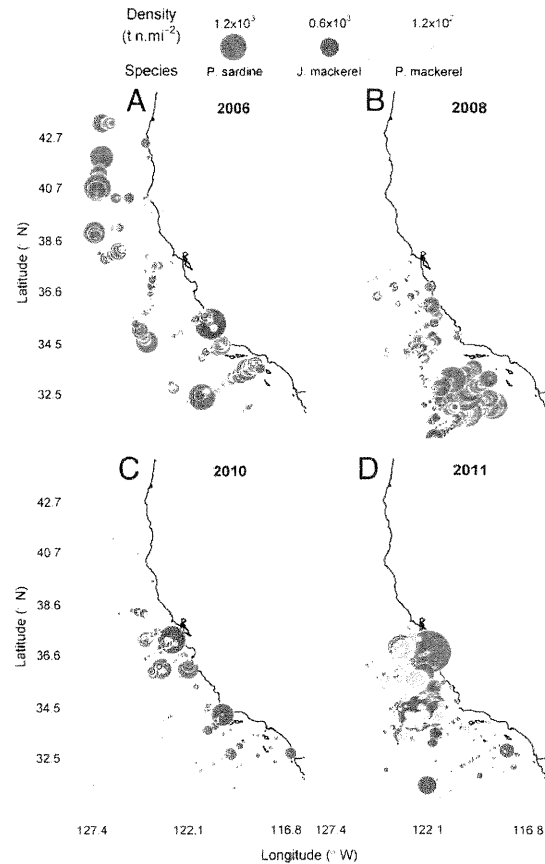 Density
(t n.mi⁻²)
1.2x10³ 0.6x10³ 1.2x10⁻
Species P. sardine J. mackerel P. mackerel
A 2006 B 2008
42.7
40.7
38.6
36.6
34.5
32.5
Latitude (° N)
C 2010 D 2011
42.7
40.7
38.6
36.6
34.5
32.5
Latitude (° N)
127.4 122.1 116.8 127.4 122.1 116.8
Longitude (° W)